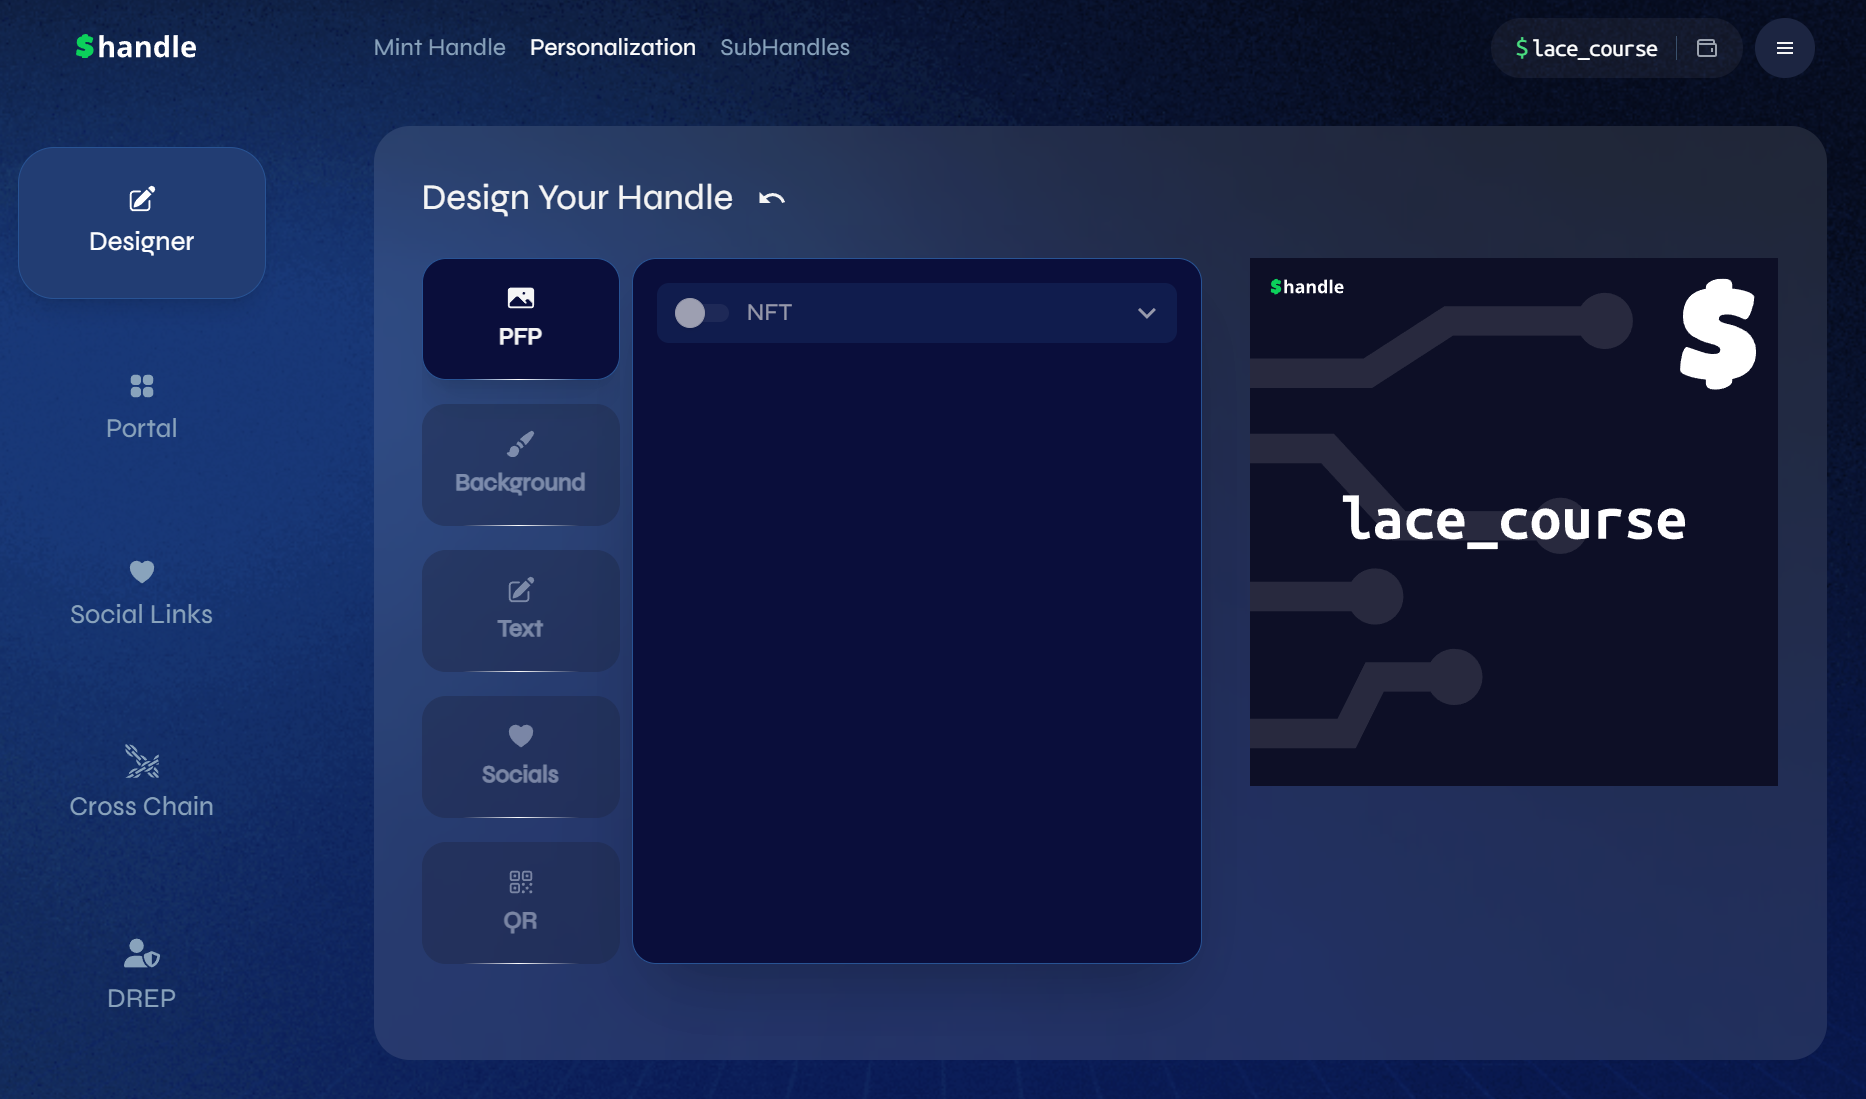 $handle
Mint Handle
Personalization
SubHandles
$lace_course
Designer
Portal
Social Links
Cross Chain
DREP
Design Your Handle
PFP
Background
Text
Socials
QR
NFT
$handle
$
lace_course